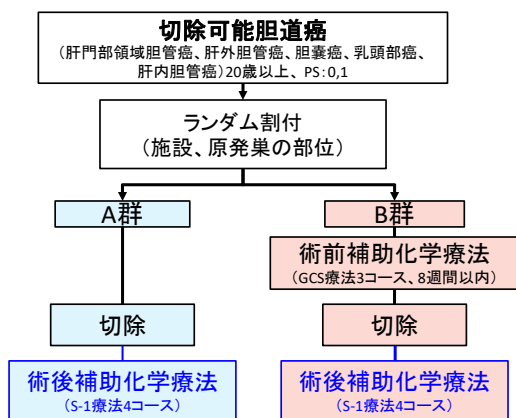 切除可能胆道癌
(肝門部領域胆管癌、肝外胆管癌、胆嚢癌、乳頭部癌、
肝内胆管癌)20歳以上、PS:0,1
ランダム割付
(施設、原発巣の部位)
A群
B群
術前補助化学療法
(GCS療法3コース、8週間以内)
切除
切除
術後補助化学療法
(S-1療法4コース)
術後補助化学療法
(S-1療法4コース)